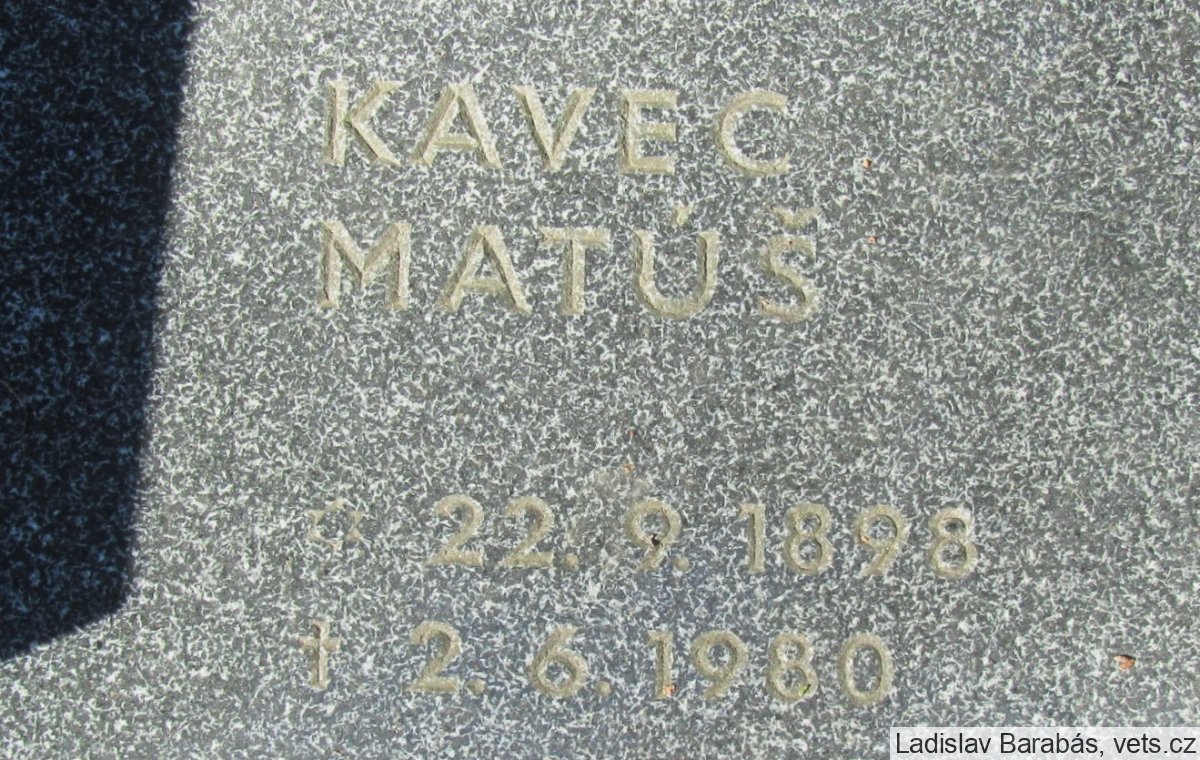 KAVEC
MATÚŠ
✡ 22. 9. 1898
† 2. 6. 1980
Ladislav Barabás, vets.cz